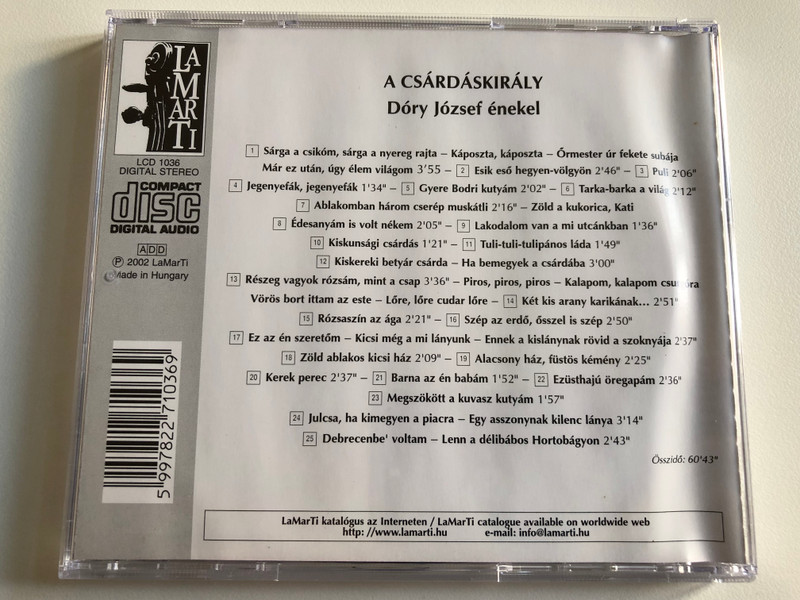 LA
MAR
TI
LCD 1036
DIGITAL STEREO
COMPACT
disc
DIGITAL AUDIO
ADD
℗ 2002 LaMarTi
Made in Hungary
5 997822 710369
A CSÁRDÁSKIRÁLY
Dóry József énekel
1 Sárga a csikóm, sárga a nyereg rajta – Káposzta, káposzta – Őrmester úr fekete subája
Már ez után, úgy élem világom 3'55 – 2 Esik eső hegyen-völgyön 2'46" – 3 Puli 2'06"
4 Jegenyefák, jegenyefák 1'34" – 5 Gyere Bodri kutyám 2'02" – 6 Tarka-barka a világ 2'12"
7 Ablakomban három cserép muskátli 2'16" – Zöld a kukorica, Kati
8 Édesanyám is volt nékem 2'05" – 9 Lakodalom van a mi utcánkban 1'36"
10 Kiskunsági csárdás 1'21" – 11 Tuli-tuli-tulipános láda 1'49"
12 Kiskereki betyár csárda – Ha bemegyek a csárdába 3'00"
13 Részeg vagyok rózsám, mint a csap 3'36" – Piros, piros, piros – Kalapom, kalapom csurgóra
Vörös bort ittam az este – Lőre, lőre cudar lőre – 14 Két kis arany karikának... 2'51"
15 Rózsaszín az ága 2'21" – 16 Szép az erdő, ősszel is szép 2'50"
17 Ez az én szeretőm – Kicsi még a mi lányunk – Ennek a kislánynak rövid a szoknyája 2'37"
18 Zöld ablakos kicsi ház 2'09" – 19 Alacsony ház, füstös kémény 2'25"
20 Kerek perec 2'37" – 21 Barna az én babám 1'52" – 22 Ezüsthajú öregapám 2'36"
23 Megszökött a kuvasz kutyám 1'57"
24 Julcsa, ha kimegyen a piacra – Egy asszonynak kilenc lánya 3'14"
25 Debrecenbe' voltam – Lenn a délibábos Hortobágyon 2'43"
Összidő: 60'43"
LaMarTi katalógus az Interneten / LaMarTi catalogue available on worldwide web
http: //www.lamarti.hu e-mail: info@lamarti.hu